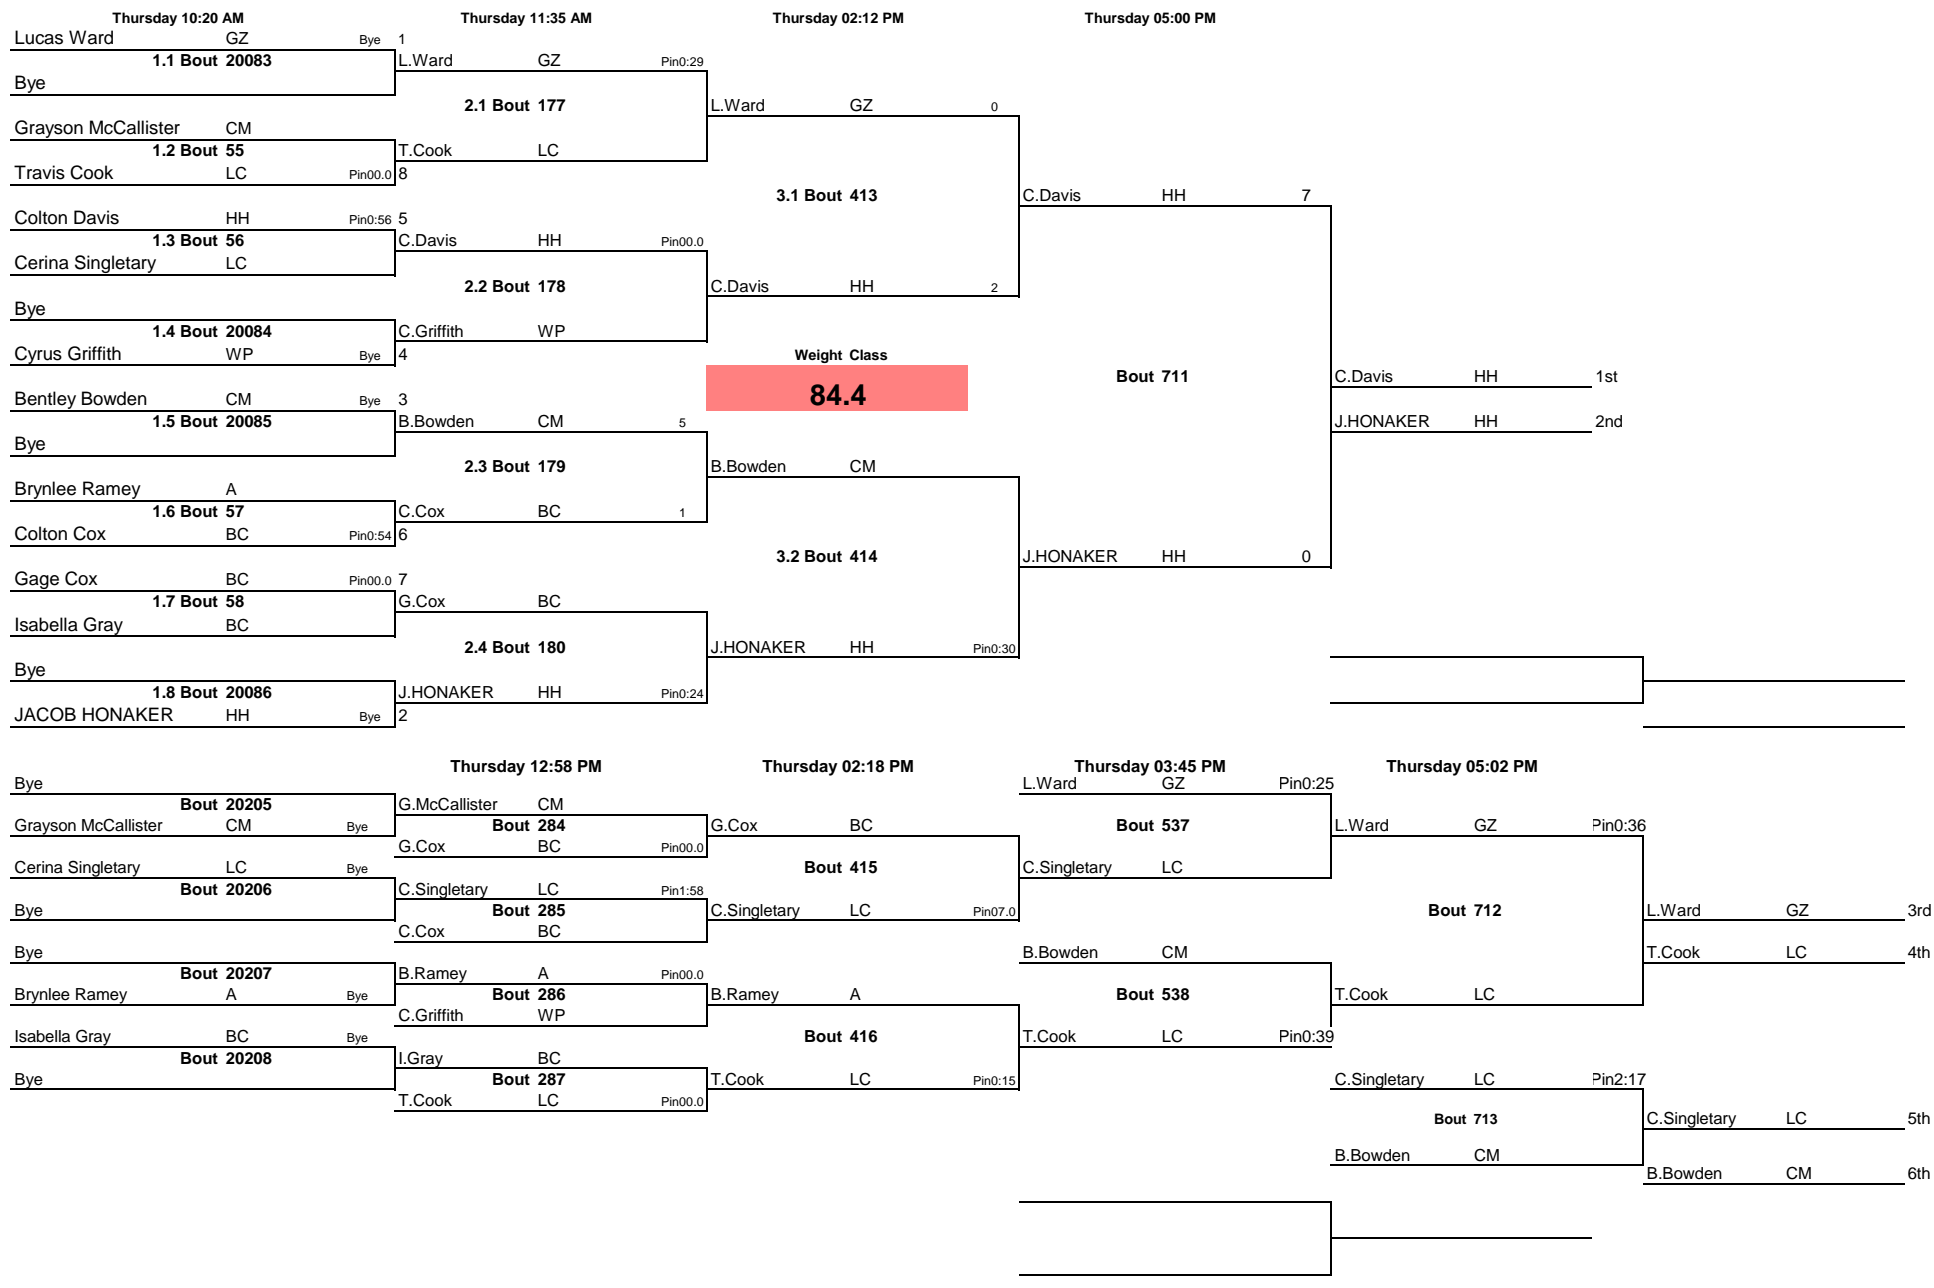 Thursday 10:20 AM Thursday 11:35 AM Thursday 02:12 PM Thursday 05:00 PM
Lucas Ward GZ Bye 1
1.1 Bout 20083 L.Ward GZ Pin0:29
Bye
2.1 Bout 177 L.Ward GZ 0
Grayson McCallister CM
1.2 Bout 55 T.Cook LC
Travis Cook LC Pin00.0 8
3.1 Bout 413 C.Davis HH 7
Colton Davis HH Pin0:56 5
1.3 Bout 56 C.Davis HH Pin00.0
Cerina Singletary LC
2.2 Bout 178 C.Davis HH 2
Bye
1.4 Bout 20084 C.Griffith WP
Cyrus Griffith WP Bye 4 Weight Class
Bout 711 C.Davis HH 1st
Bentley Bowden CM Bye 3 84.4
1.5 Bout 20085 B.Bowden CM 5 J.HONAKER HH 2nd
Bye
2.3 Bout 179 B.Bowden CM
Brynlee Ramey A
1.6 Bout 57 C.Cox BC 1
Colton Cox BC Pin0:54 6
3.2 Bout 414 J.HONAKER HH 0
Gage Cox BC Pin00.0 7
1.7 Bout 58 G.Cox BC
Isabella Gray BC
2.4 Bout 180 J.HONAKER HH Pin0:30
Bye
1.8 Bout 20086 J.HONAKER HH Pin0:24
JACOB HONAKER HH Bye 2
Thursday 12:58 PM Thursday 02:18 PM Thursday 03:45 PM Thursday 05:02 PM
Bye L.Ward GZ Pin0:25
Bout 20205 G.McCallister CM
Grayson McCallister CM Bye Bout 284 G.Cox BC Bout 537 L.Ward GZ Pin0:36
G.Cox BC Pin00.0
Cerina Singletary LC Bye Bout 415 C.Singletary LC
Bout 20206 C.Singletary LC Pin1:58
Bye Bout 285 C.Singletary LC Pin07.0 Bout 712 L.Ward GZ 3rd
C.Cox BC
Bye B.Bowden CM T.Cook LC 4th
Bout 20207 B.Ramey A Pin00.0
Brynlee Ramey A Bye Bout 286 B.Ramey A Bout 538 T.Cook LC
C.Griffith WP
Isabella Gray BC Bye Bout 416 T.Cook LC Pin0:39
Bout 20208 I.Gray BC
Bye Bout 287 T.Cook LC Pin0:15 C.Singletary LC Pin2:17
T.Cook LC Pin00.0
Bout 713 C.Singletary LC 5th
B.Bowden CM
B.Bowden CM 6th